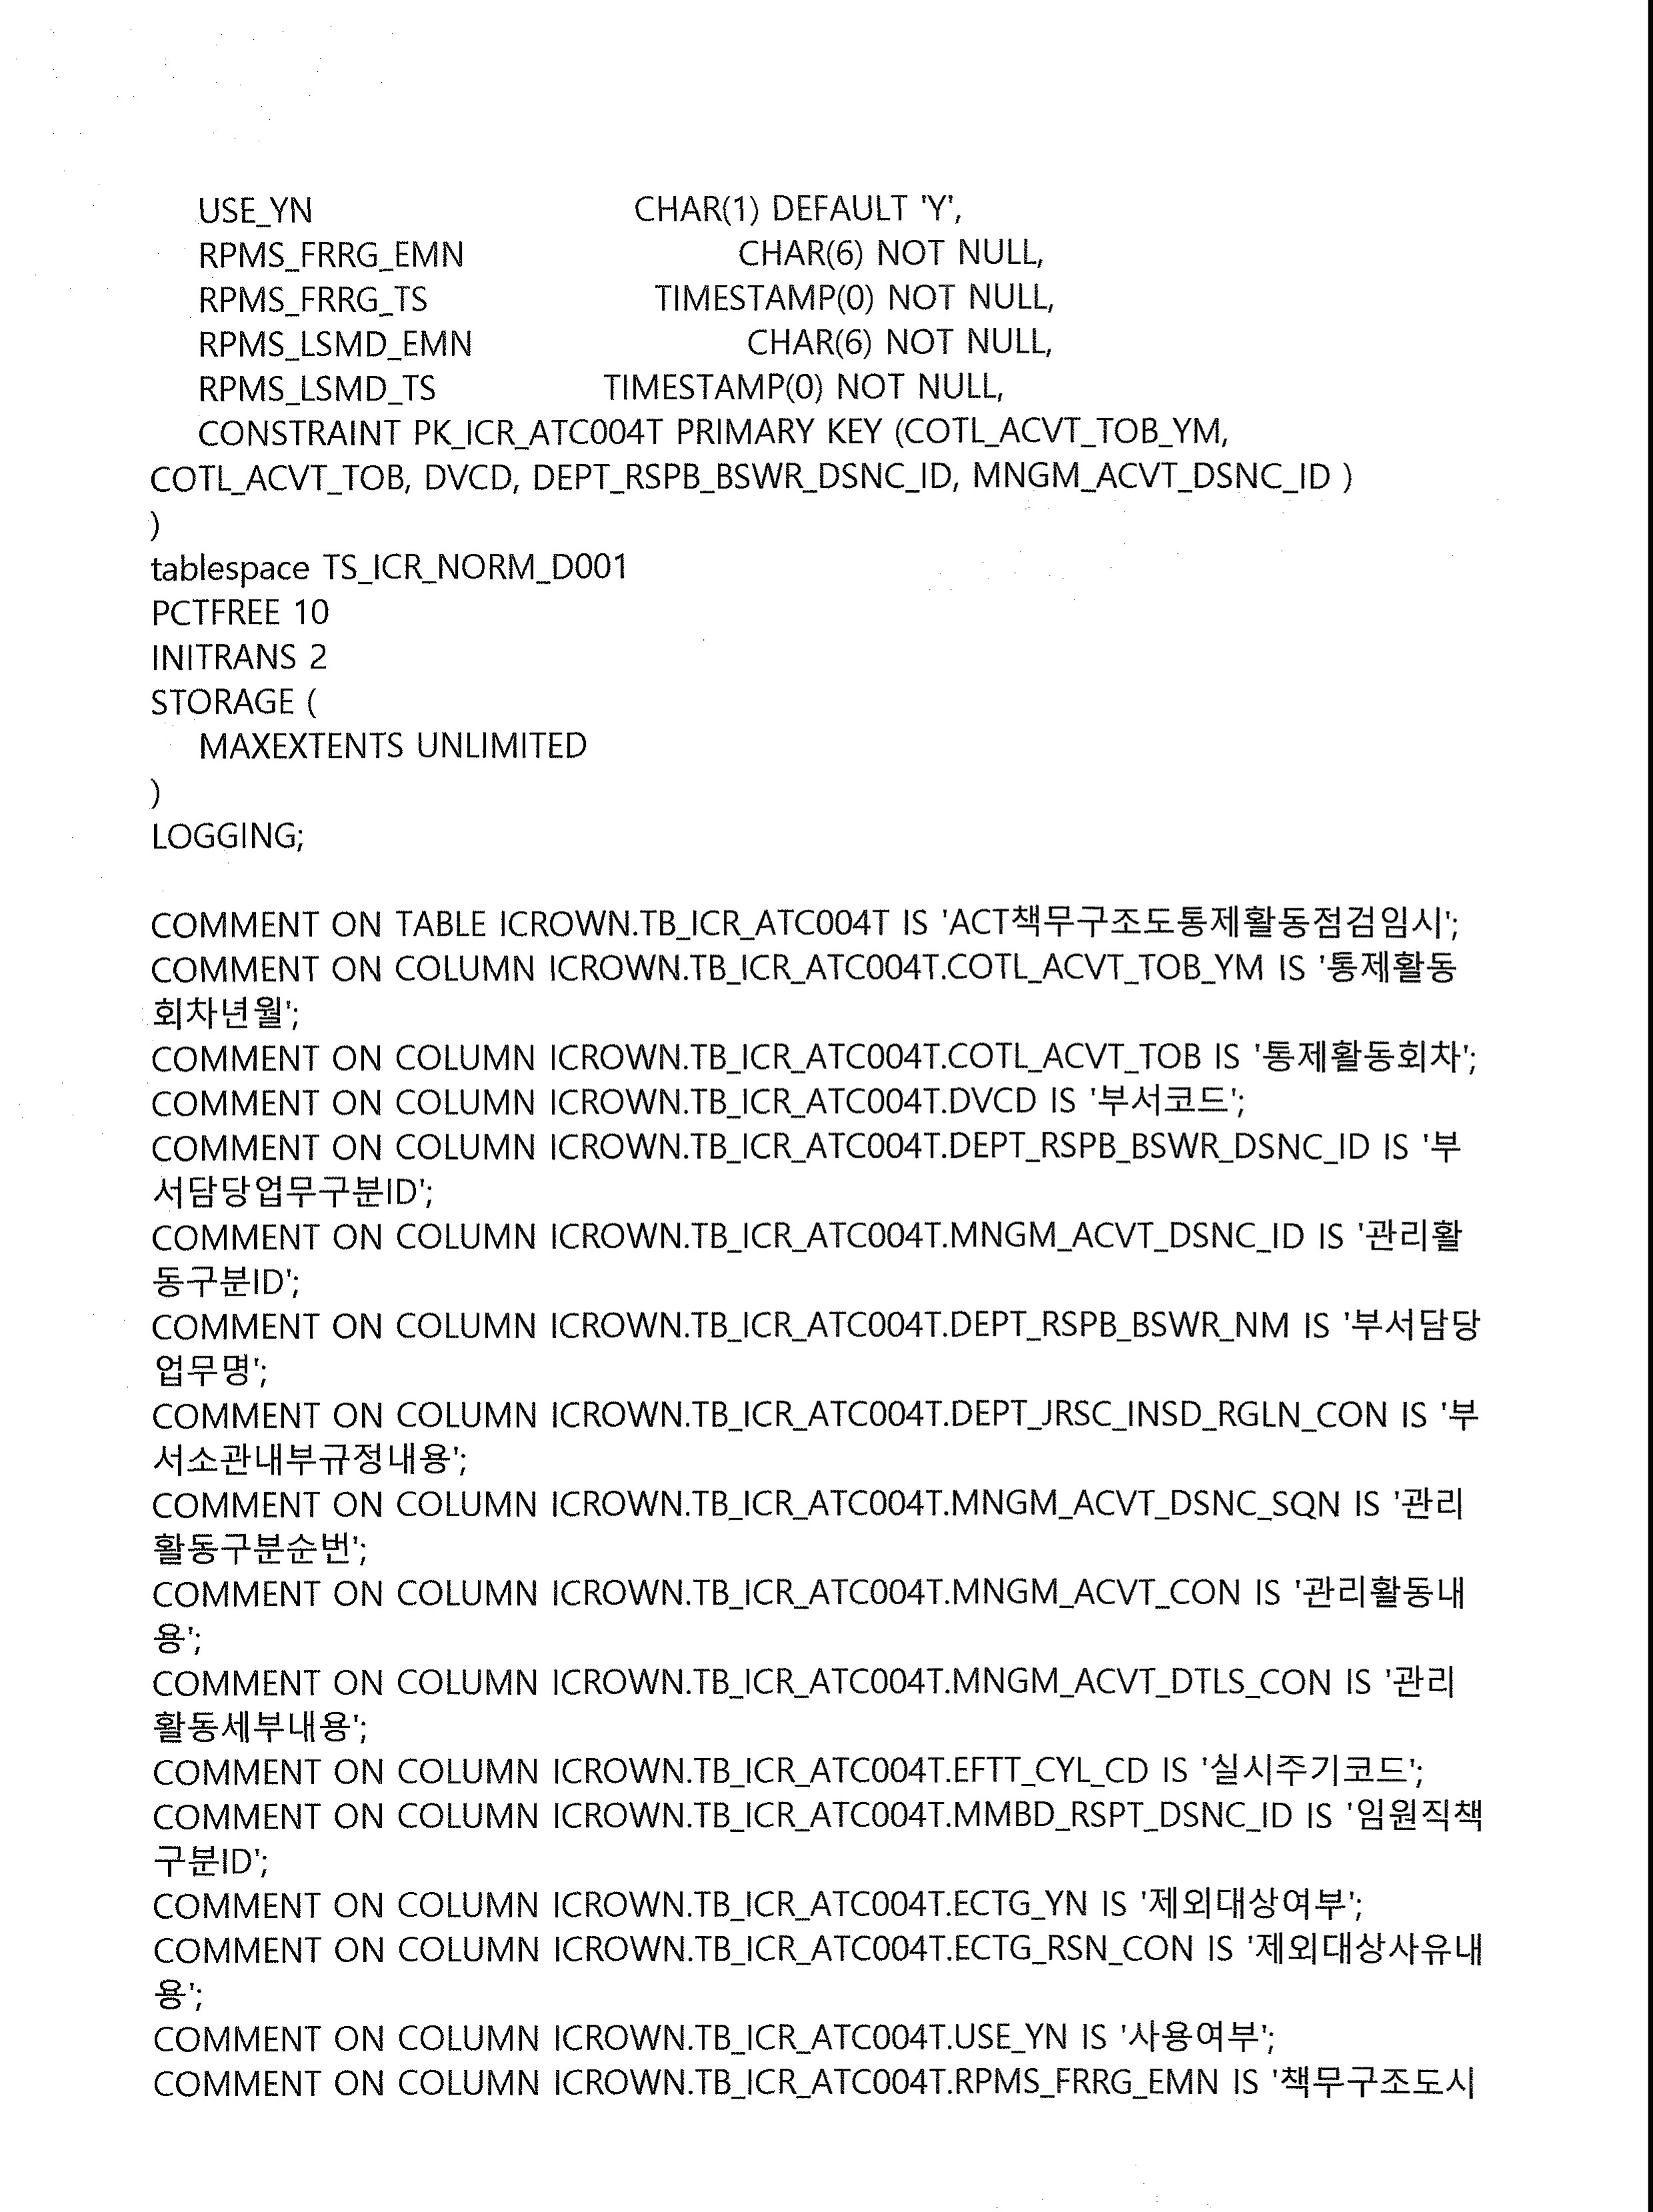 USE_YN CHAR(1) DEFAULT 'Y',
RPMS_FRRG_EMN CHAR(6) NOT NULL,
RPMS_FRRG_TS TIMESTAMP(0) NOT NULL,
RPMS_LSMD_EMN CHAR(6) NOT NULL,
RPMS_LSMD_TS TIMESTAMP(0) NOT NULL,
CONSTRAINT PK_ICR_ATC004T PRIMARY KEY (COTL_ACVT_TOB_YM,
COTL_ACVT_TOB, DVCD, DEPT_RSPB_BSWR_DSNC_ID, MNGM_ACVT_DSNC_ID )
)
tablespace TS_ICR_NORM_D001
PCTFREE 10
INITRANS 2
STORAGE (
MAXEXTENTS UNLIMITED
)
LOGGING;
COMMENT ON TABLE ICROWN.TB_ICR_ATC004T IS 'ACT책무구조도통제활동점검임시';
COMMENT ON COLUMN ICROWN.TB_ICR_ATC004T.COTL_ACVT_TOB_YM IS '통제활동
회차년월';
COMMENT ON COLUMN ICROWN.TB_ICR_ATC004T.COTL_ACVT_TOB IS '통제활동회차';
COMMENT ON COLUMN ICROWN.TB_ICR_ATC004T.DVCD IS '부서코드';
COMMENT ON COLUMN ICROWN.TB_ICR_ATC004T.DEPT_RSPB_BSWR_DSNC_ID IS '부
서담당업무구분ID';
COMMENT ON COLUMN ICROWN.TB_ICR_ATC004T.MNGM_ACVT_DSNC_ID IS '관리활
동구분ID';
COMMENT ON COLUMN ICROWN.TB_ICR_ATC004T.DEPT_RSPB_BSWR_NM IS '부서담당
업무명';
COMMENT ON COLUMN ICROWN.TB_ICR_ATC004T.DEPT_JRSC_INSD_RGLN_CON IS '부
서소관내부규정내용';
COMMENT ON COLUMN ICROWN.TB_ICR_ATC004T.MNGM_ACVT_DSNC_SQN IS '관리
활동구분순번';
COMMENT ON COLUMN ICROWN.TB_ICR_ATC004T.MNGM_ACVT_CON IS '관리활동내
용';
COMMENT ON COLUMN ICROWN.TB_ICR_ATC004T.MNGM_ACVT_DTLS_CON IS '관리
활동세부내용';
COMMENT ON COLUMN ICROWN.TB_ICR_ATC004T.EFTT_CYL_CD IS '실시주기코드';
COMMENT ON COLUMN ICROWN.TB_ICR_ATC004T.MMBD_RSPT_DSNC_ID IS '임원직책
구분ID';
COMMENT ON COLUMN ICROWN.TB_ICR_ATC004T.ECTG_YN IS '제외대상여부';
COMMENT ON COLUMN ICROWN.TB_ICR_ATC004T.ECTG_RSN_CON IS '제외대상사유내
용';
COMMENT ON COLUMN ICROWN.TB_ICR_ATC004T.USE_YN IS '사용여부';
COMMENT ON COLUMN ICROWN.TB_ICR_ATC004T.RPMS_FRRG_EMN IS '책무구조도시